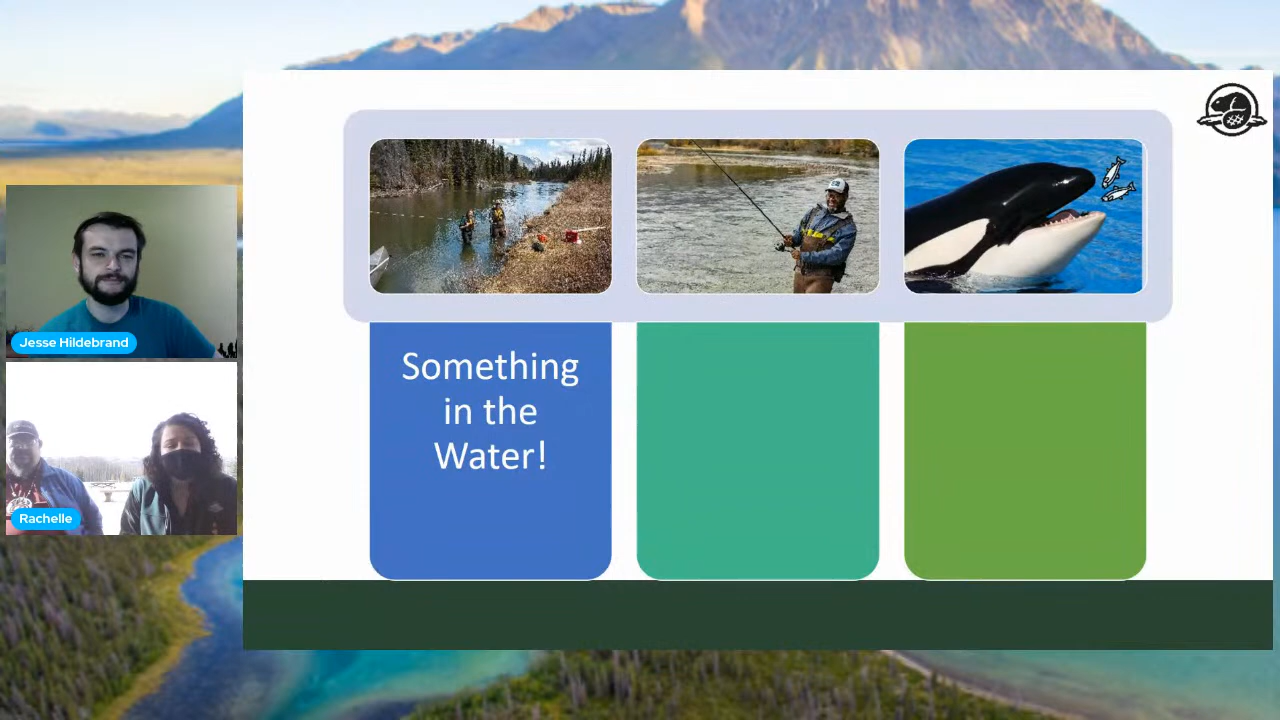 Jesse Hildebrand
Rachelle
Something
in the
Water!